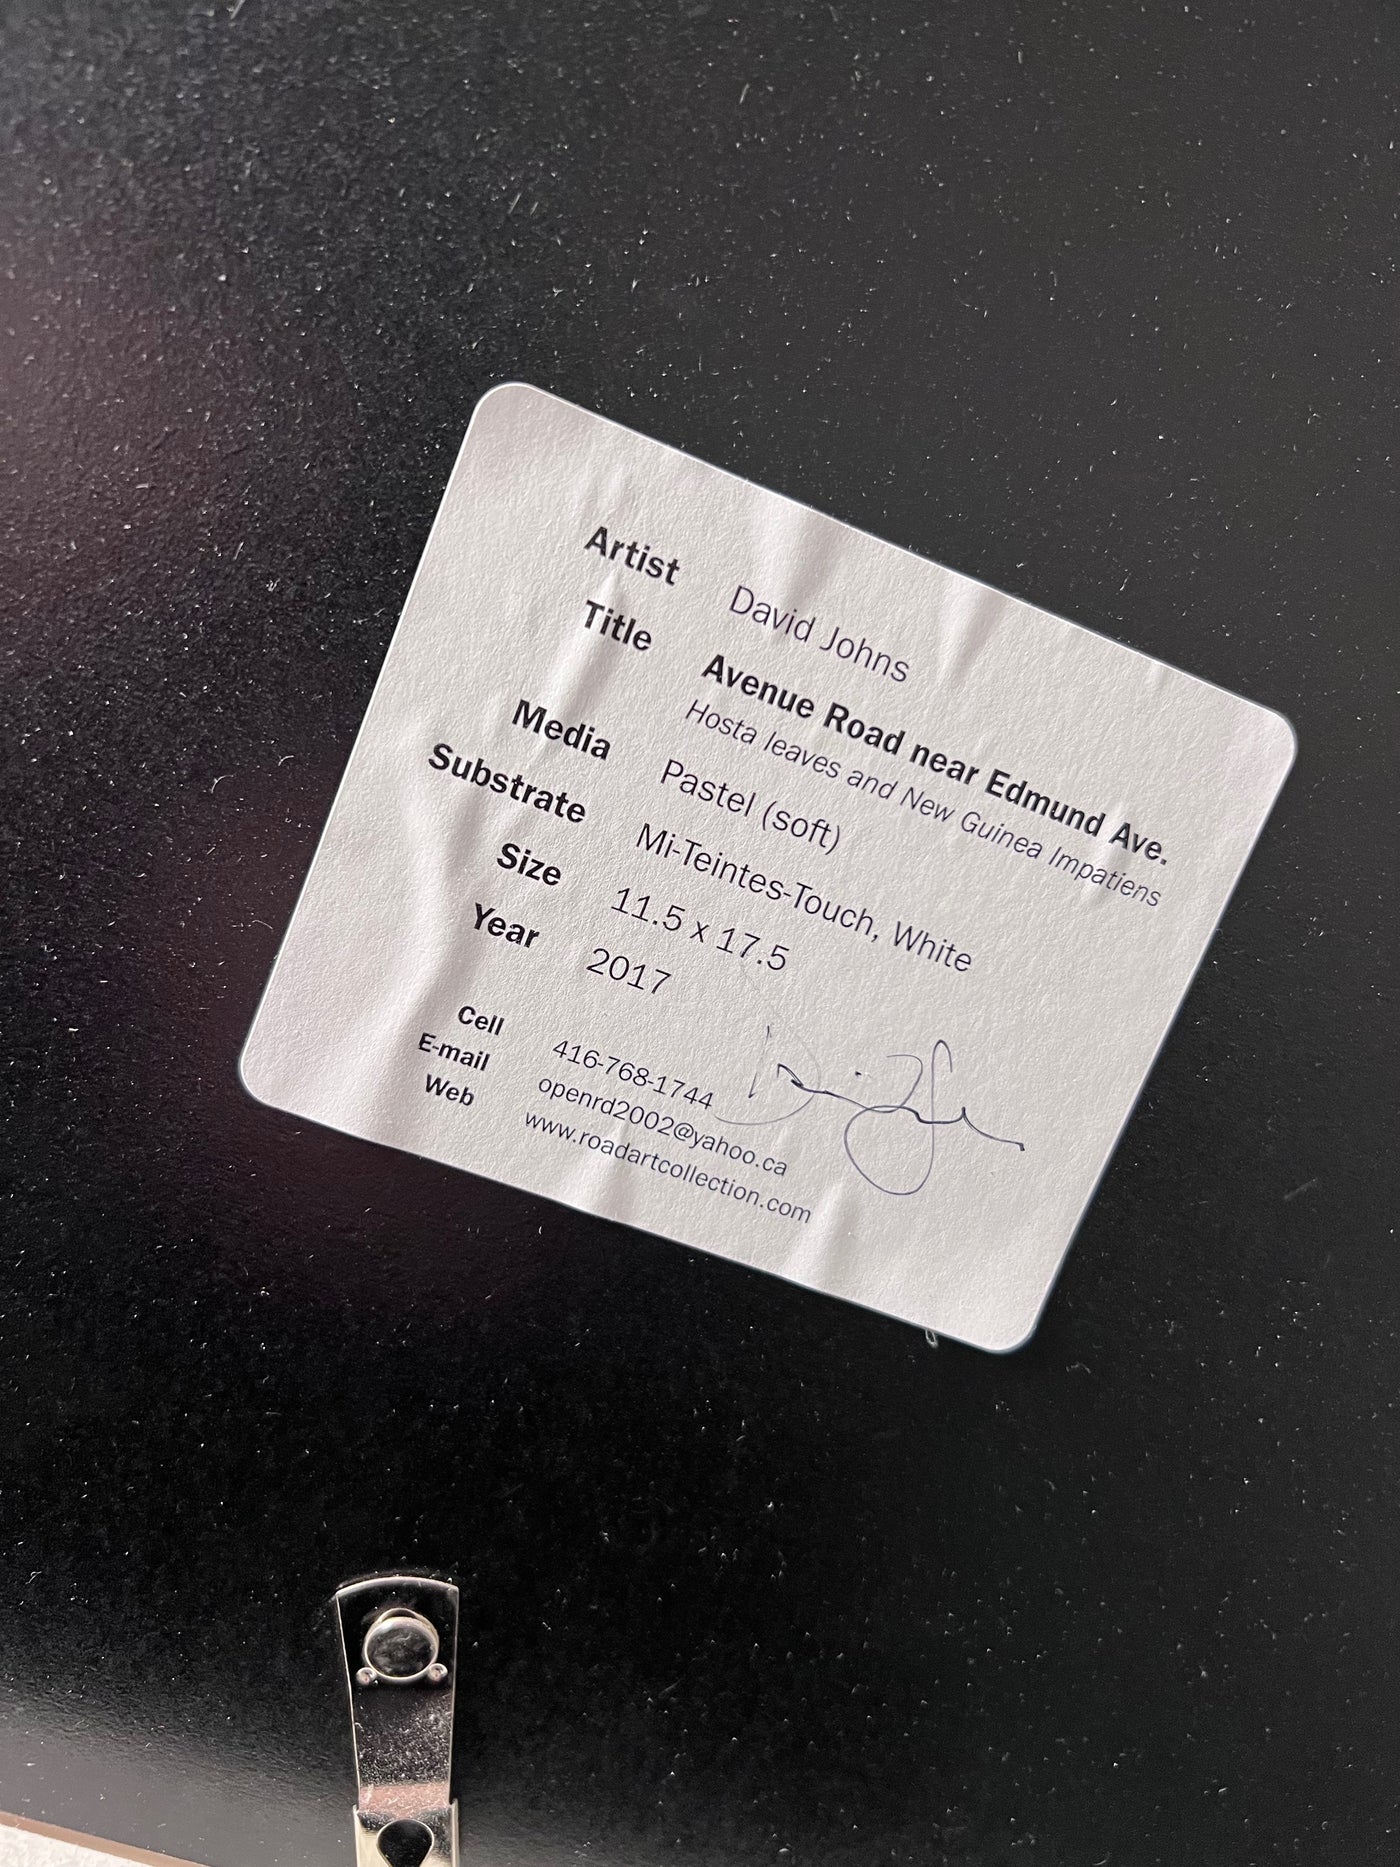 Artist David Johns
Title Avenue Road near Edmund Ave.
Hosta leaves and New Guinea Impatiens
Media Pastel (soft)
Substrate Mi-Teintes-Touch, White
Size 11.5 x 17.5
Year 2017
Cell 416-768-1744
E-mail openrd2002@yahoo.ca
Web www.roadartcollection.com